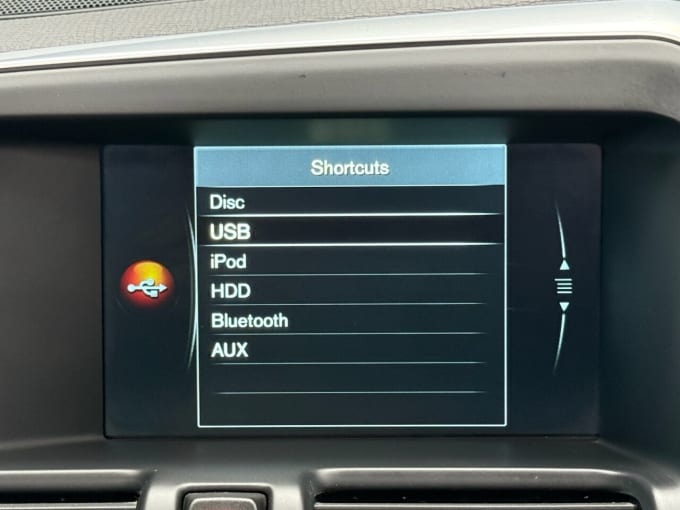 Shortcuts
Disc
USB
iPod
HDD
Bluetooth
AUX